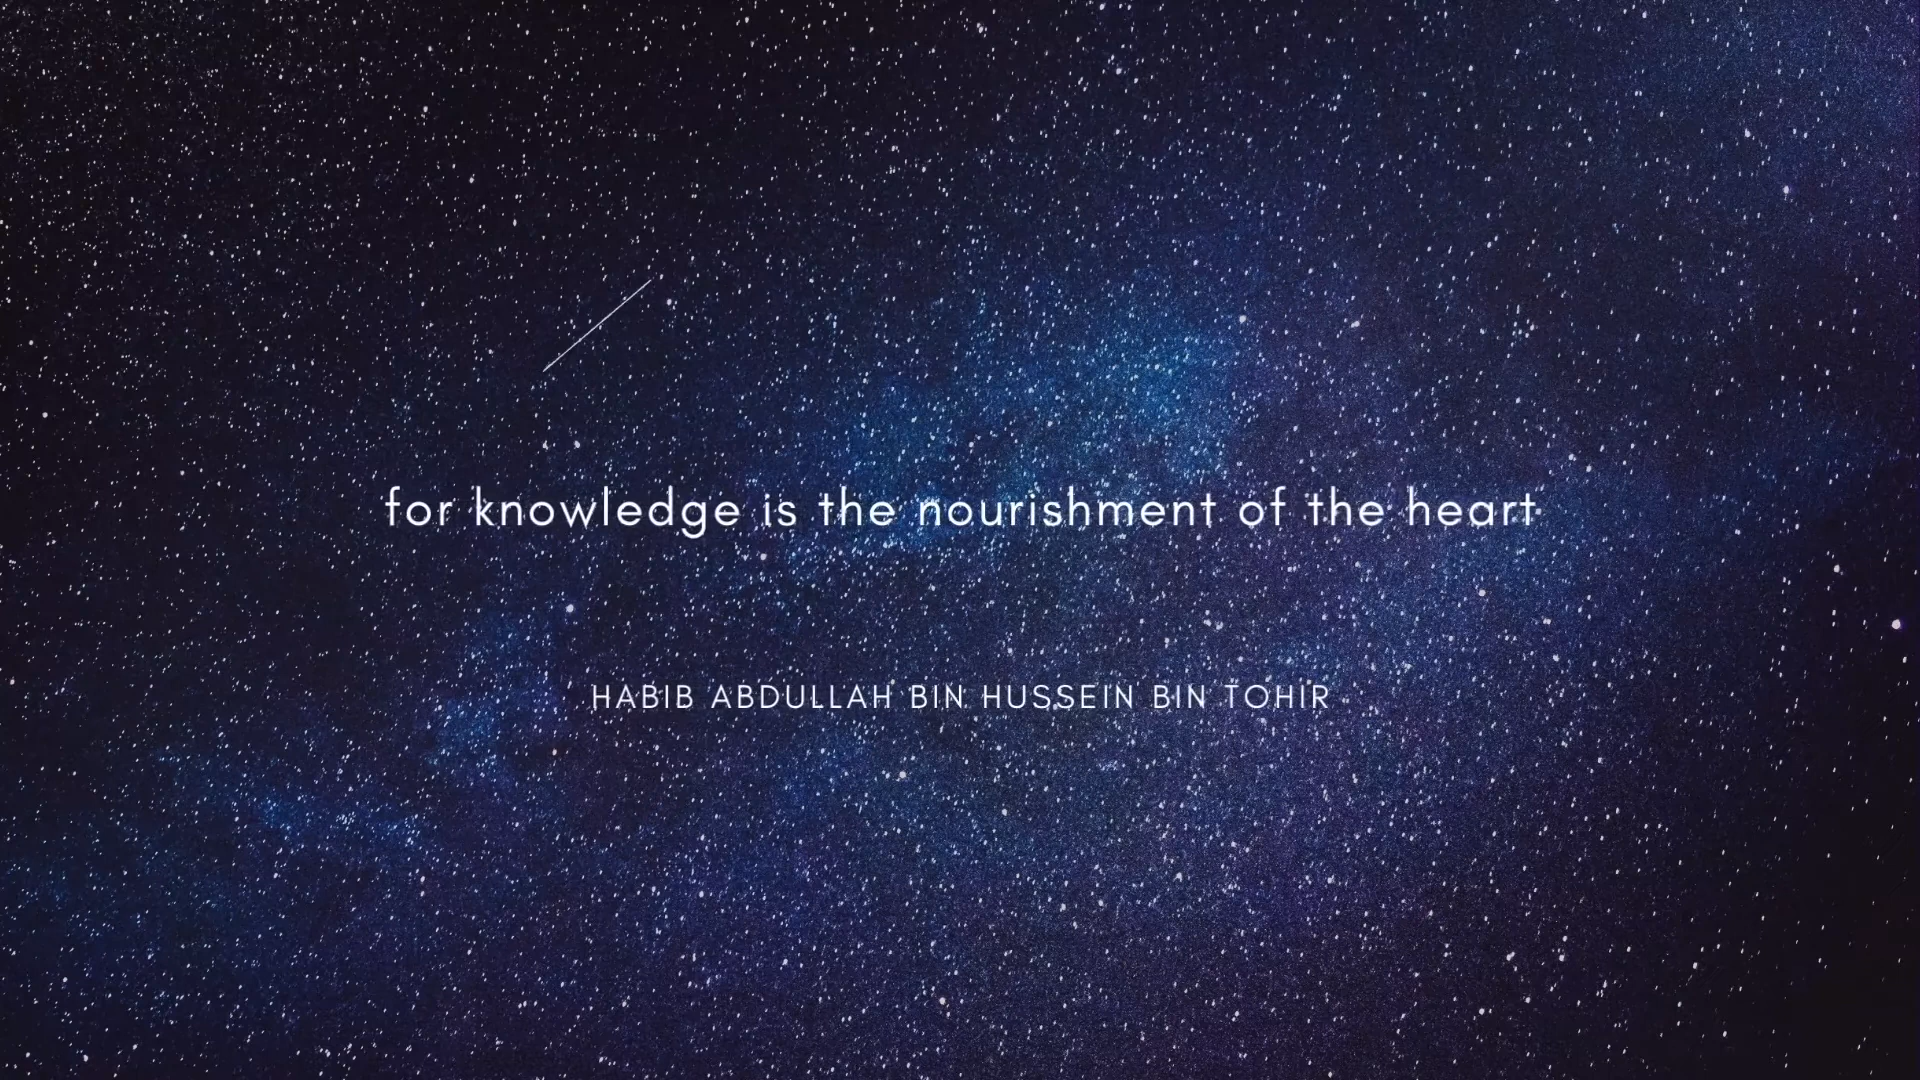 for knowledge is the nourishment of the heart
HABIB ABDULLAH BIN HUSSEIN BIN TOHIR